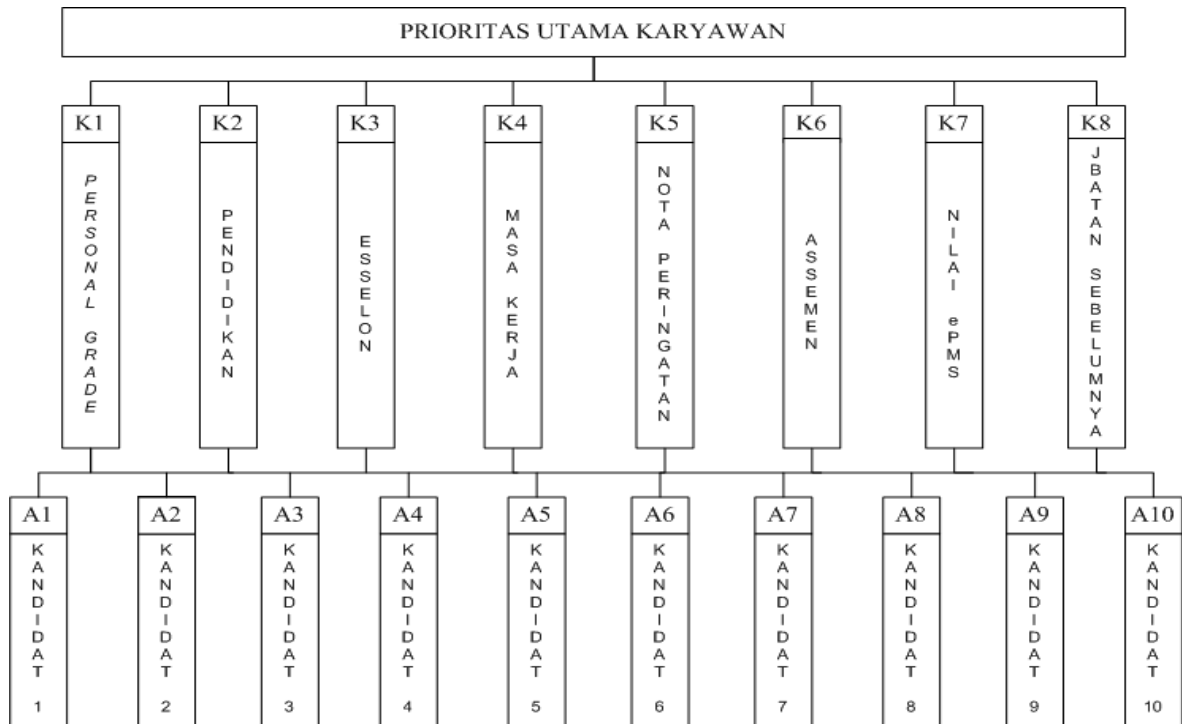 PRIORITAS UTAMA KARYAWAN
K1
K2
K3
K4
K5
K6
K7
K8
PERSONAL GRADE
PENDIDIKAN
ESSELON
MASA KERJA
NOTA PERINGATAN
ASSEMEN
NILAI ePMS
JBATAN SEBELUMNYA
A1
A2
A3
A4
A5
A6
A7
A8
A9
A10
KANDIDAT 1
KANDIDAT 2
KANDIDAT 3
KANDIDAT 4
KANDIDAT 5
KANDIDAT 6
KANDIDAT 7
KANDIDAT 8
KANDIDAT 9
KANDIDAT 10